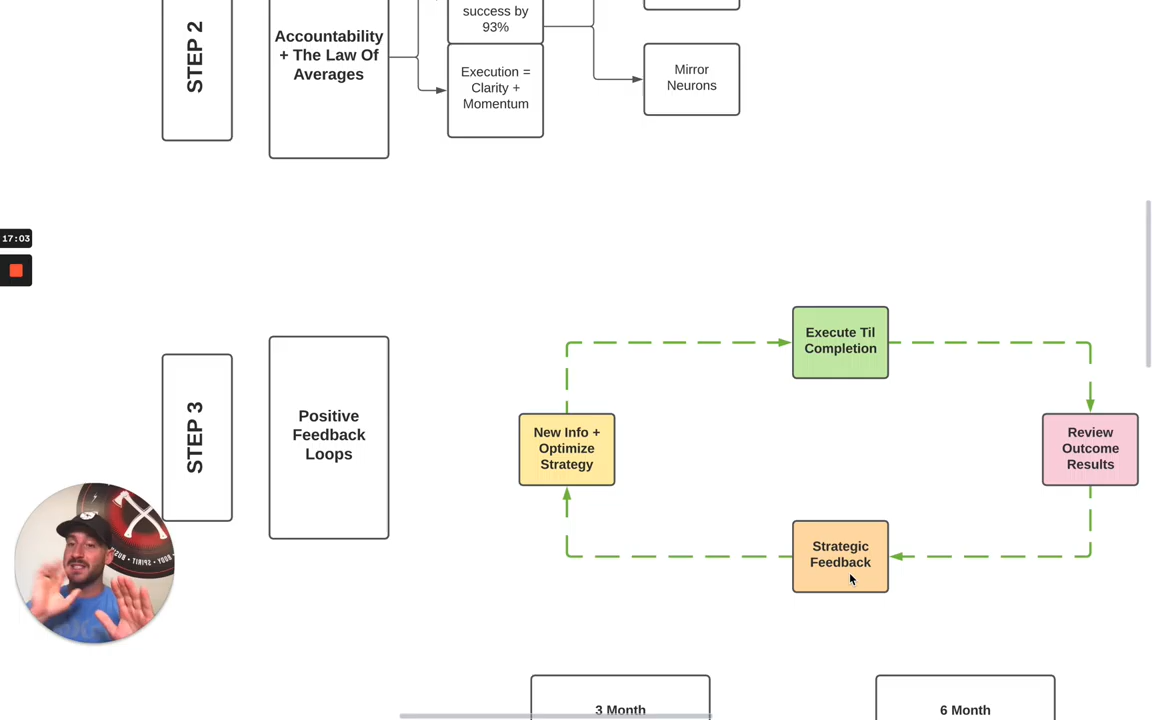 success by
93%
STEP 2
Accountability
+ The Law Of
Averages
Execution =
Clarity +
Momentum
Mirror
Neurons
17:03
STEP 3
Positive
Feedback
Loops
Execute Til
Completion
New Info +
Optimize
Strategy
Review
Outcome
Results
Strategic
Feedback
3 Month
6 Month